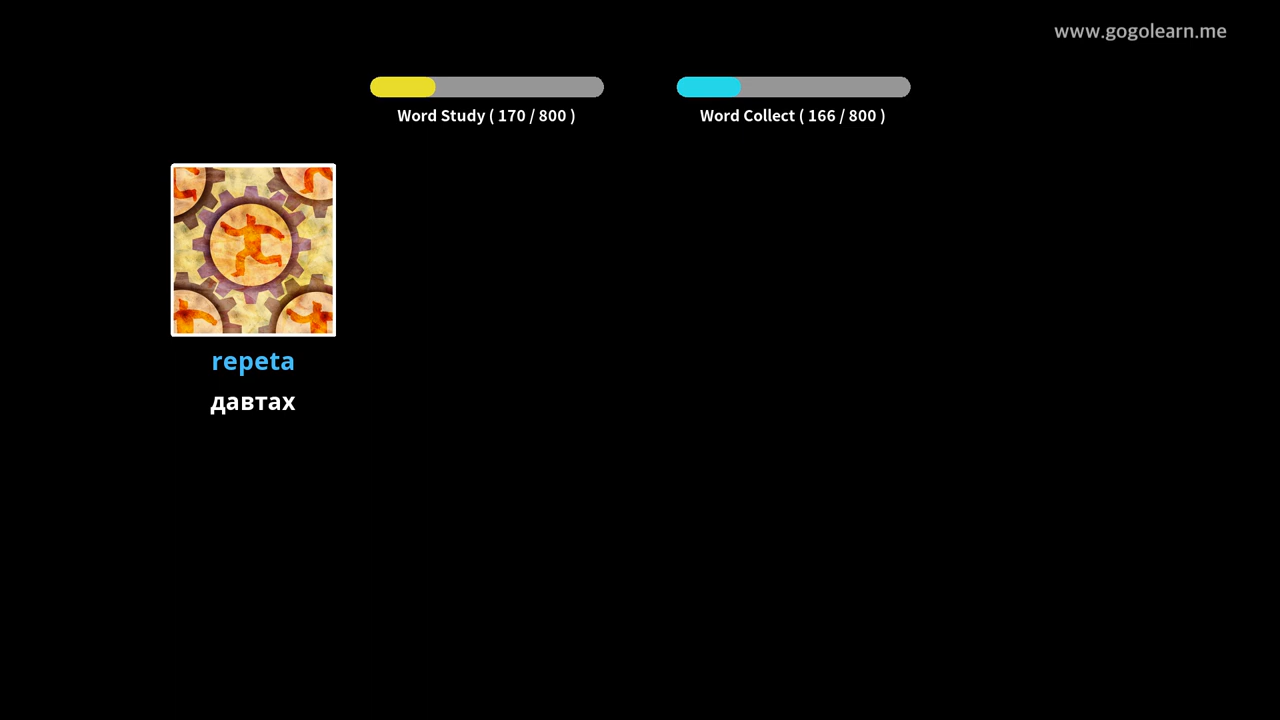 www.gogolearn.me
Word Study ( 170 / 800 )
Word Collect ( 166 / 800 )
repeta
давтах